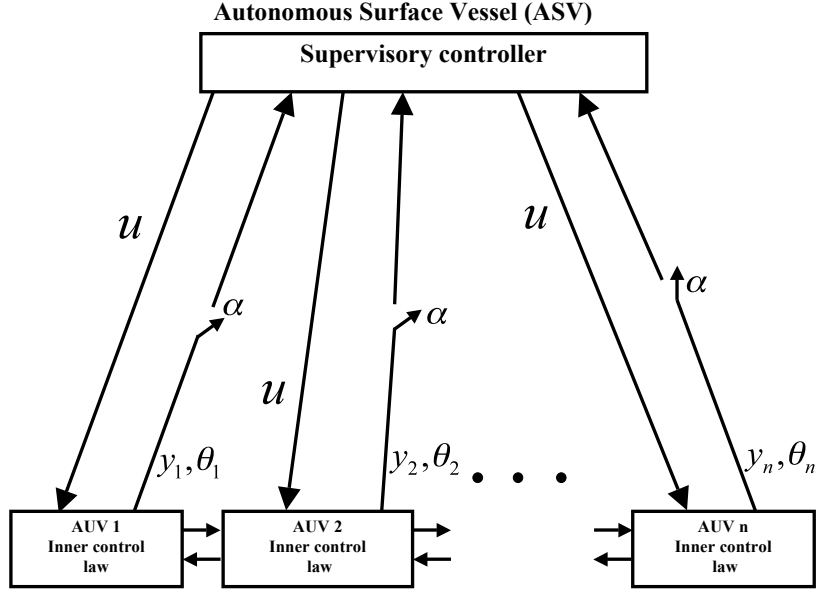 Autonomous Surface Vessel (ASV)
Supervisory controller
u
u
u
α
α
α
y₁,θ₁
y₂,θ₂
yₙ,θₙ
AUV 1
Inner control
law
AUV 2
Inner control
law
AUV n
Inner control
law